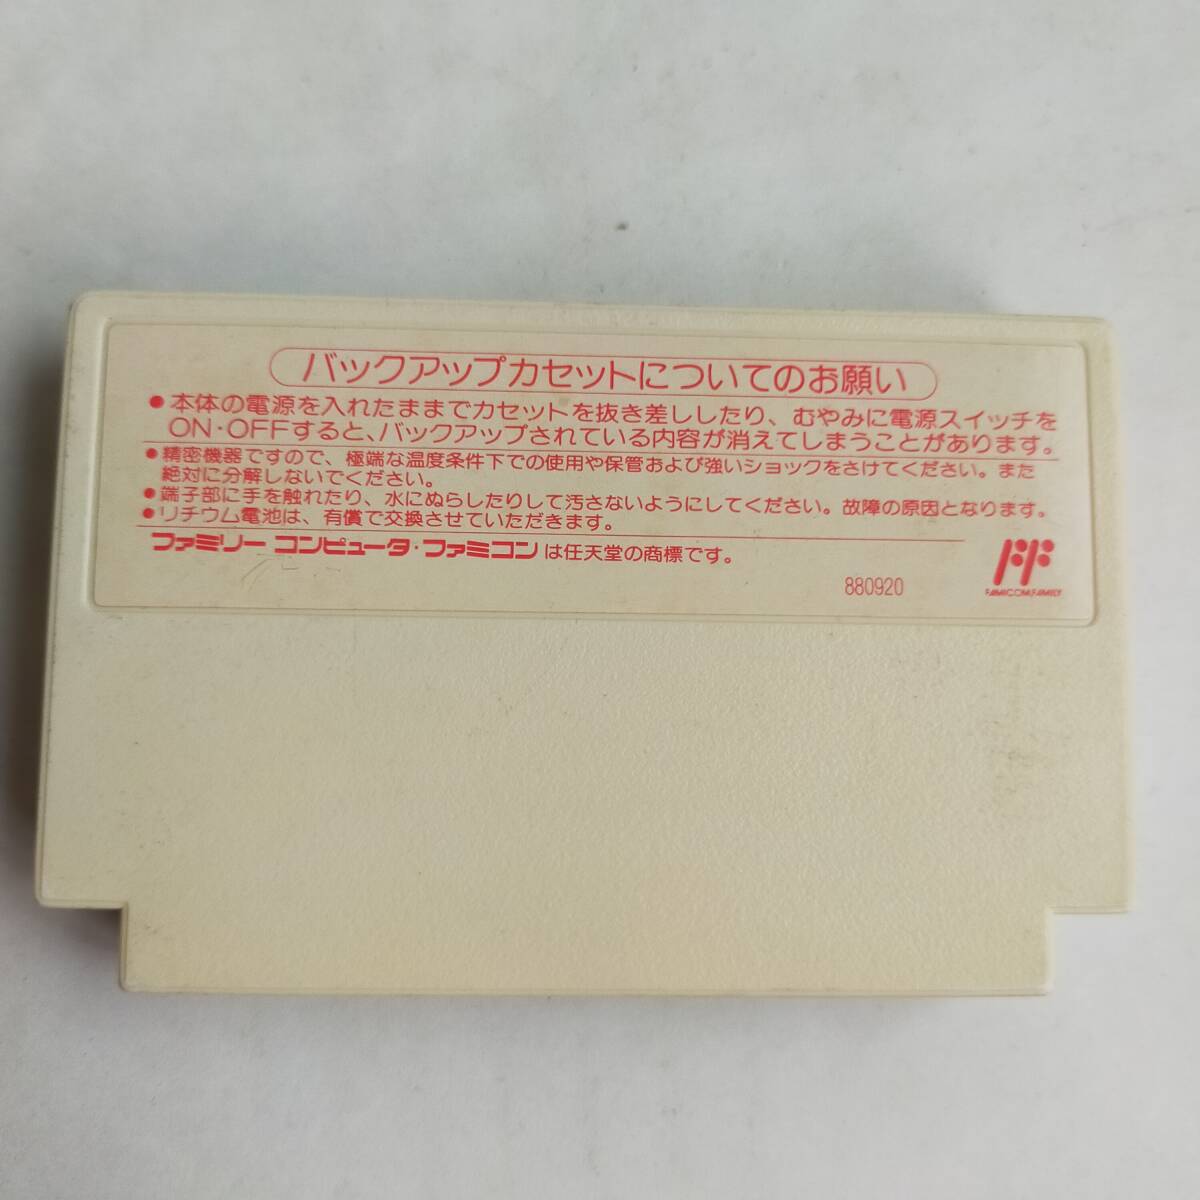 バックアップカセットについてのお願い
●本体の電源を入れたままでカセットを抜き差ししたり、むやみに電源スイッチを
ON・OFFすると、バックアップされている内容が消えてしまうことがあります。
●精密機器ですので、極端な温度条件下での使用や保管および強いショックをさけてください。また
絶対に分解しないでください。
●端子部に手を触れたり、水にぬらしたりして汚さないようにしてください。故障の原因となります。
●リチウム電池は、有償で交換させていただきます。
ファミリーコンピュータ・ファミコンは任天堂の商標です。
880920
FAMICOM FAMILY